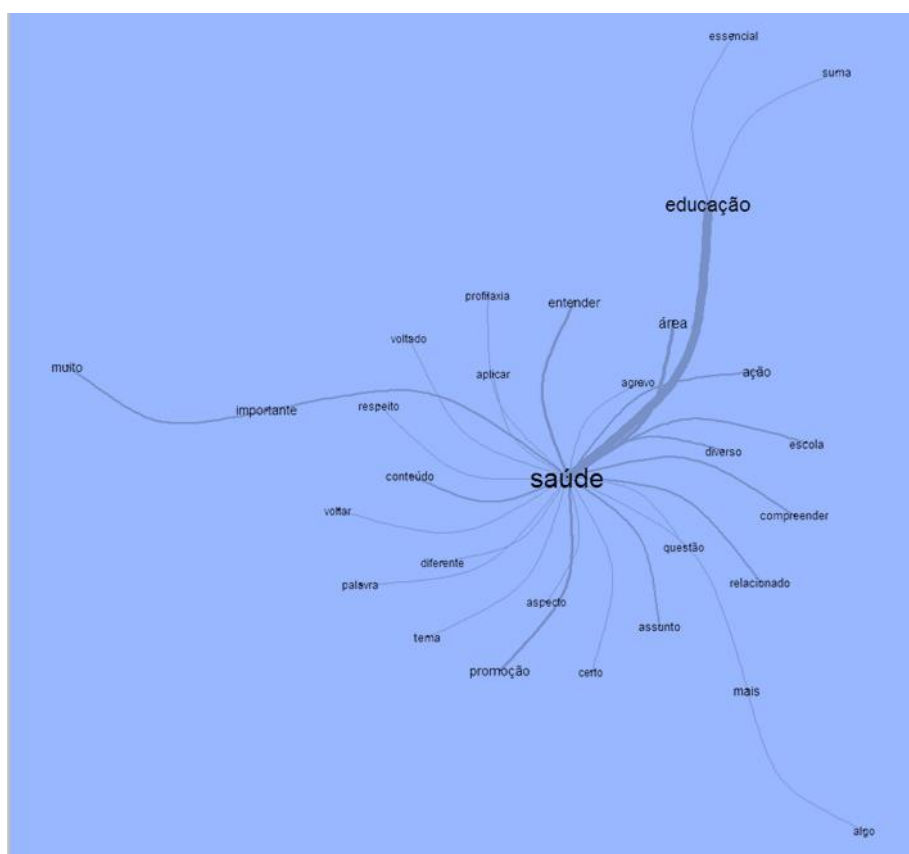 essencial
suma
educação
profilaxia
entender
área
voltado
muito
aplicar
agravo
ação
importante
respeito
escola
diverso
conteúdo
saúde
voltar
compreender
questão
diferente
palavra
relacionado
aspecto
tema
assunto
promoção
certo
mais
algo